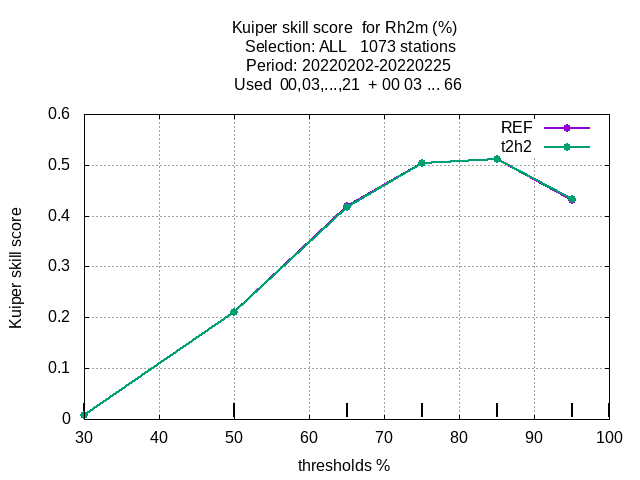 Kuiper skill score  for Rh2m (%)
Selection: ALL   1073 stations
Period: 20220202-20220225
Used  00,03,...,21  + 00 03 ... 66
REF
t2h2
0.6
0.5
0.4
0.3
0.2
0.1
0
Kuiper skill score
30 40 50 60 70 80 90 100
thresholds %